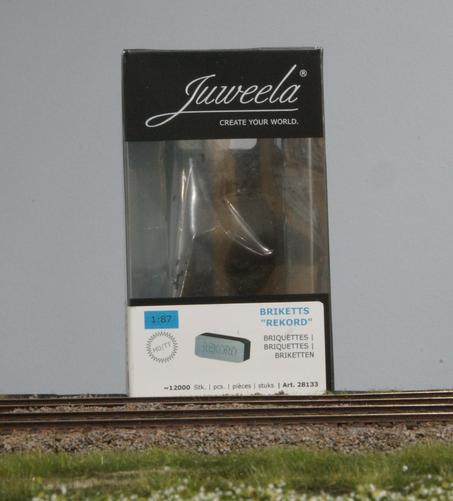 Juweela®
CREATE YOUR WORLD.
1:87
H0/TT
REKORD
BRIKETTS
"REKORD"
BRIQUETTES |
BRIQUETTES |
BRIKETTEN
~12000 Stk. | pcs. | pièces | stuks | Art. 28133